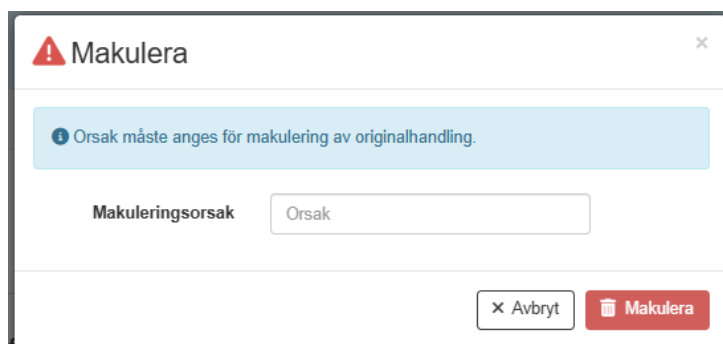 Makulera
×
Orsak måste anges för makulering av originalhandling.
Makuleringsorsak Orsak
× Avbryt Makulera